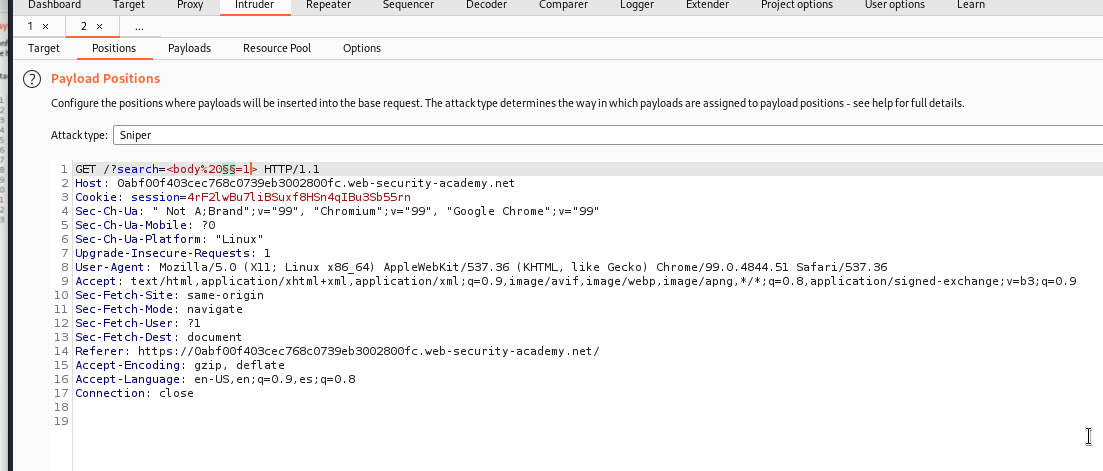 Dashboard Target Proxy Intruder Repeater Sequencer Decoder Comparer Logger Extender Project options User options Learn
1 × 2 × ...
Target Positions Payloads Resource Pool Options
? Payload Positions
Configure the positions where payloads will be inserted into the base request. The attack type determines the way in which payloads are assigned to payload positions - see help for full details.
Attack type: Sniper
1 GET /?search=<body%20§§=1> HTTP/1.1
2 Host: 0abf00f403cec768c0739eb3002800fc.web-security-academy.net
3 Cookie: session=4rF2lwBu7liBSuxf8HSn4qIBu3Sb55rn
4 Sec-Ch-Ua: " Not A;Brand";v="99", "Chromium";v="99", "Google Chrome";v="99"
5 Sec-Ch-Ua-Mobile: ?0
6 Sec-Ch-Ua-Platform: "Linux"
7 Upgrade-Insecure-Requests: 1
8 User-Agent: Mozilla/5.0 (X11; Linux x86_64) AppleWebKit/537.36 (KHTML, like Gecko) Chrome/99.0.4844.51 Safari/537.36
9 Accept: text/html,application/xhtml+xml,application/xml;q=0.9,image/avif,image/webp,image/apng,*/*;q=0.8,application/signed-exchange;v=b3;q=0.9
10 Sec-Fetch-Site: same-origin
11 Sec-Fetch-Mode: navigate
12 Sec-Fetch-User: ?1
13 Sec-Fetch-Dest: document
14 Referer: https://0abf00f403cec768c0739eb3002800fc.web-security-academy.net/
15 Accept-Encoding: gzip, deflate
16 Accept-Language: en-US,en;q=0.9,es;q=0.8
17 Connection: close
18
19